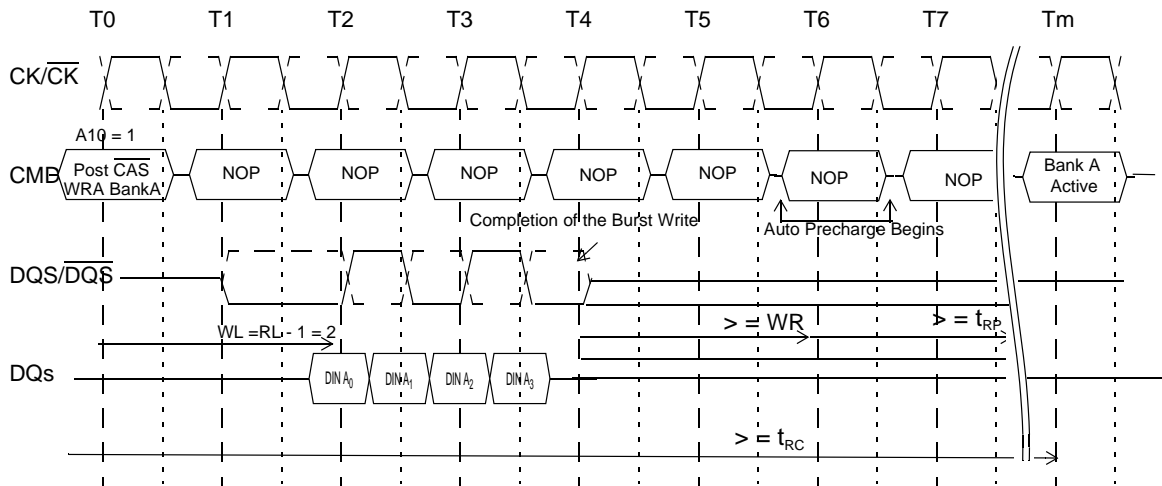 T0 T1 T2 T3 T4 T5 T6 T7 Tm
CK/CK
A10 = 1
CMD
Post CAS
WRA BankA
NOP NOP NOP NOP NOP NOP NOP
Bank A
Active
Completion of the Burst Write
Auto Precharge Begins
DQS/DQS
WL =RL - 1 = 2
> = WR
> = tRP
DQs
DIN A0 DIN A1 DIN A2 DIN A3
> = tRC